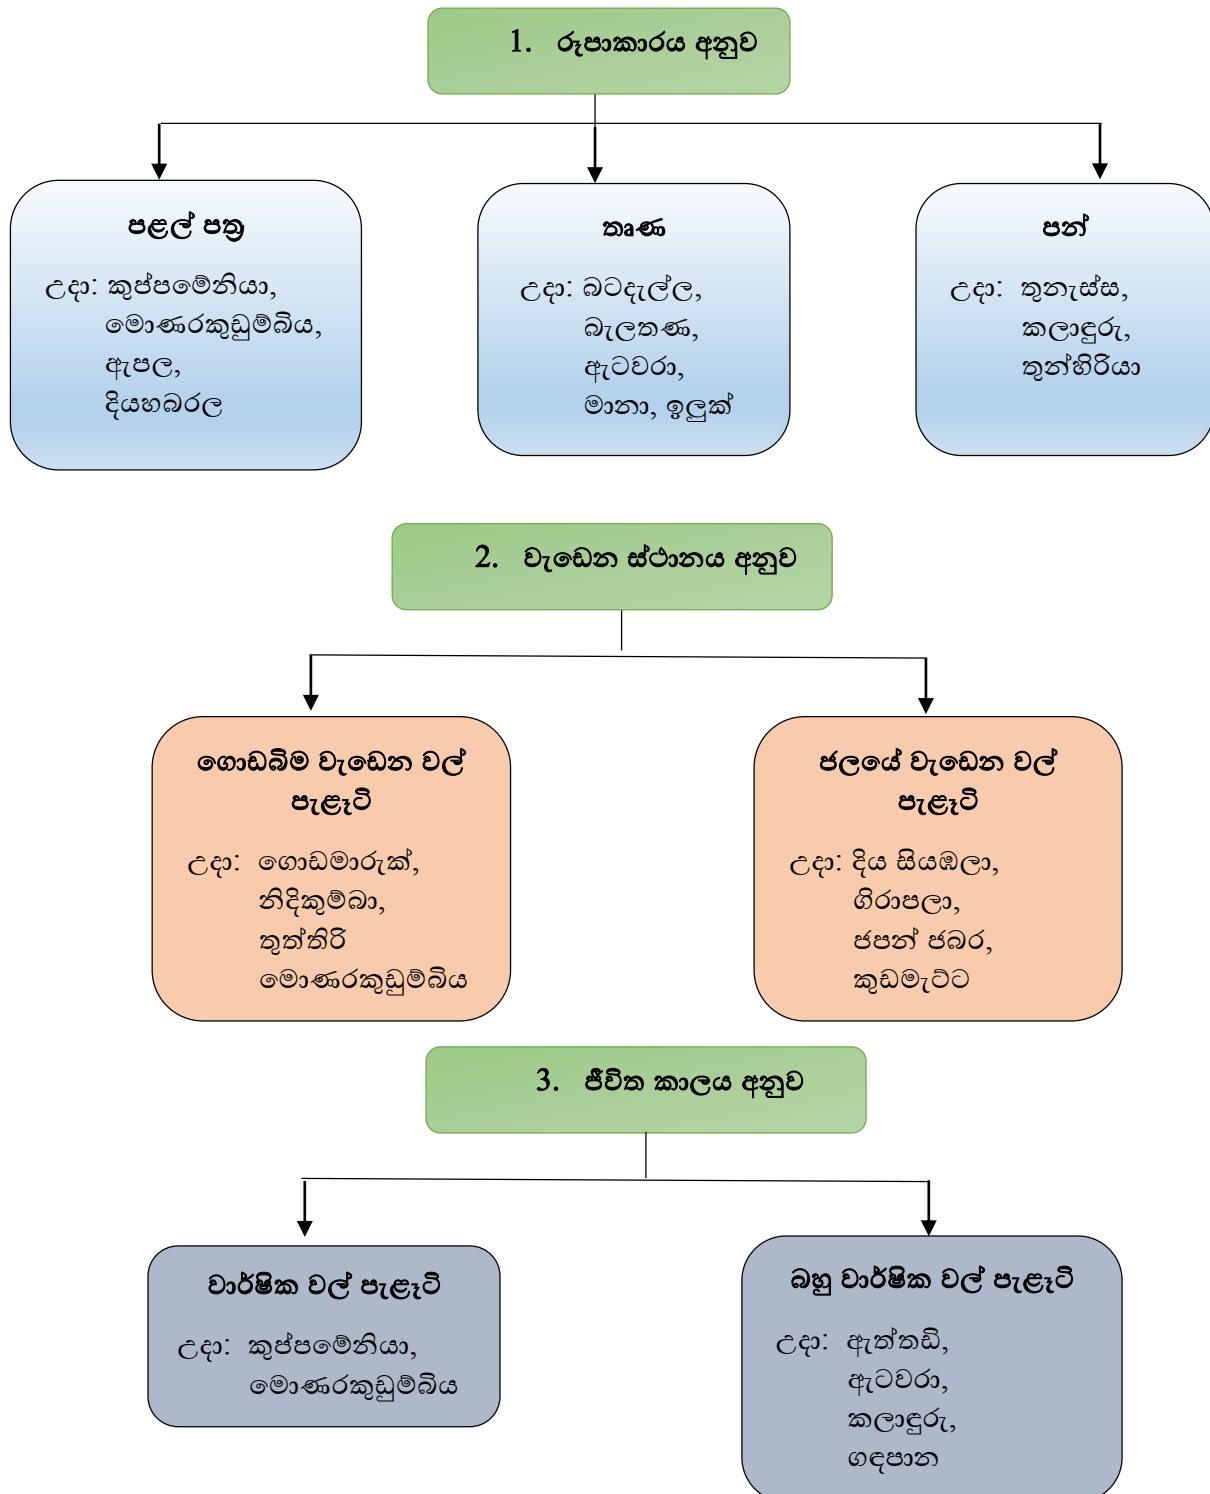 1. රූපාකාරය අනුව
පළල් පත්‍ර
උදා: කුප්පමේනියා,
මොණරකුඩුම්බිය,
ඇපල,
දියහබරල
තෘණ
උදා: බටදැල්ල,
බැලතණ,
ඇටවරා,
මානා, ඉලුක්
පන්
උදා: තුනැස්ස,
කලාඳුරු,
තුන්හිරියා
2. වැඩෙන ස්ථානය අනුව
ගොඩබිම වැඩෙන වල්
පැළෑටි
උදා: ගොඩමාරුක්,
නිදිකුම්බා,
තුත්තිරි
මොණරකුඩුම්බිය
ජලයේ වැඩෙන වල්
පැළෑටි
උදා: දිය සියඹලා,
ගිරාපලා,
ජපන් ජබර,
කුඩමැට්ට
3. ජීවිත කාලය අනුව
වාර්ෂික වල් පැළෑටි
උදා: කුප්පමේනියා,
මොණරකුඩුම්බිය
බහු වාර්ෂික වල් පැළෑටි
උදා: ඇත්තඩි,
ඇටවරා,
කලාඳුරු,
ගඳපාන